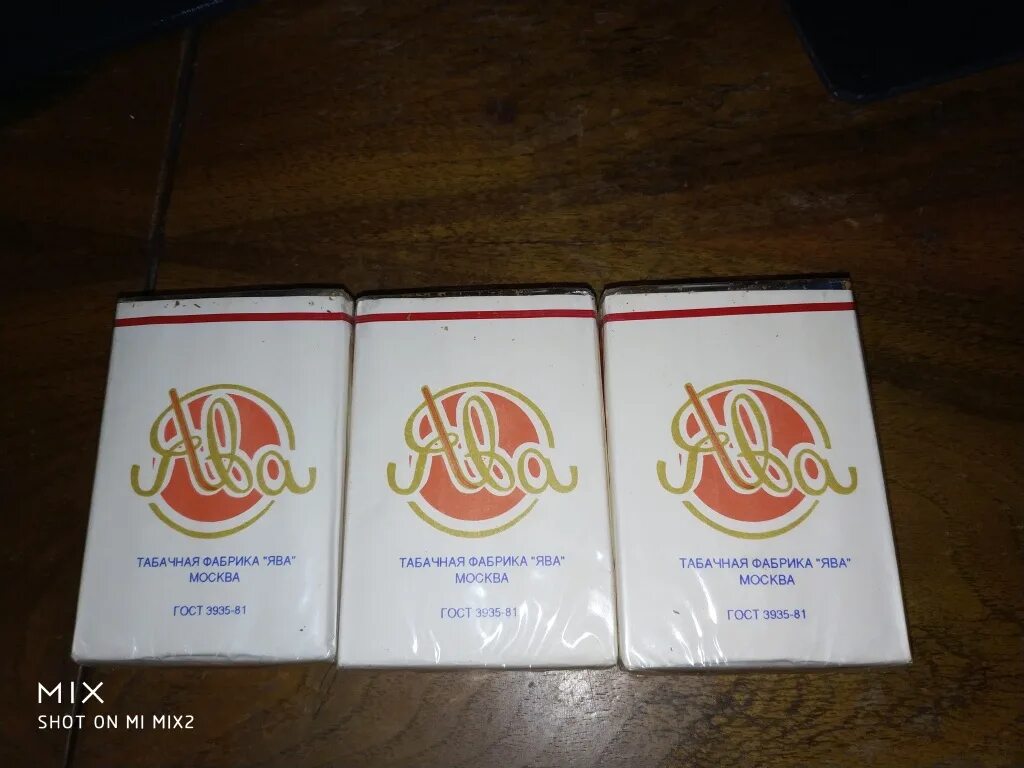 Ява
ТАБАЧНАЯ ФАБРИКА "ЯВА"
МОСКВА
ГОСТ 3935-81
Ява
ТАБАЧНАЯ ФАБРИКА "ЯВА"
МОСКВА
ГОСТ 3935-81
Ява
ТАБАЧНАЯ ФАБРИКА "ЯВА"
МОСКВА
ГОСТ 3935-81
MIX
SHOT ON MI MIX2